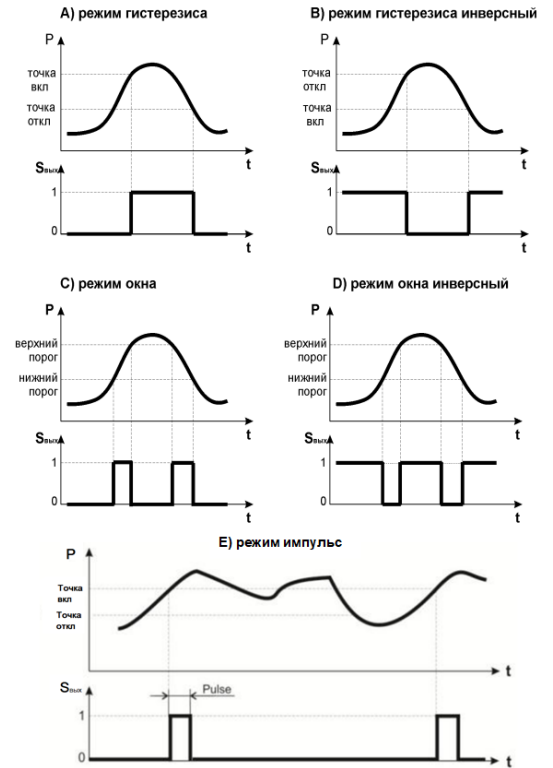 A) режим гистерезиса
P
точка
вкл
точка
откл
t
Sвых
1
0
t
B) режим гистерезиса инверсный
P
точка
откл
точка
вкл
t
Sвых
1
0
t
C) режим окна
P
верхний
порог
нижний
порог
t
Sвых
1
0
t
D) режим окна инверсный
P
верхний
порог
нижний
порог
t
Sвых
1
0
t
E) режим импульс
P
Точка
вкл
Точка
откл
t
Sвых
Pulse
1
0
t